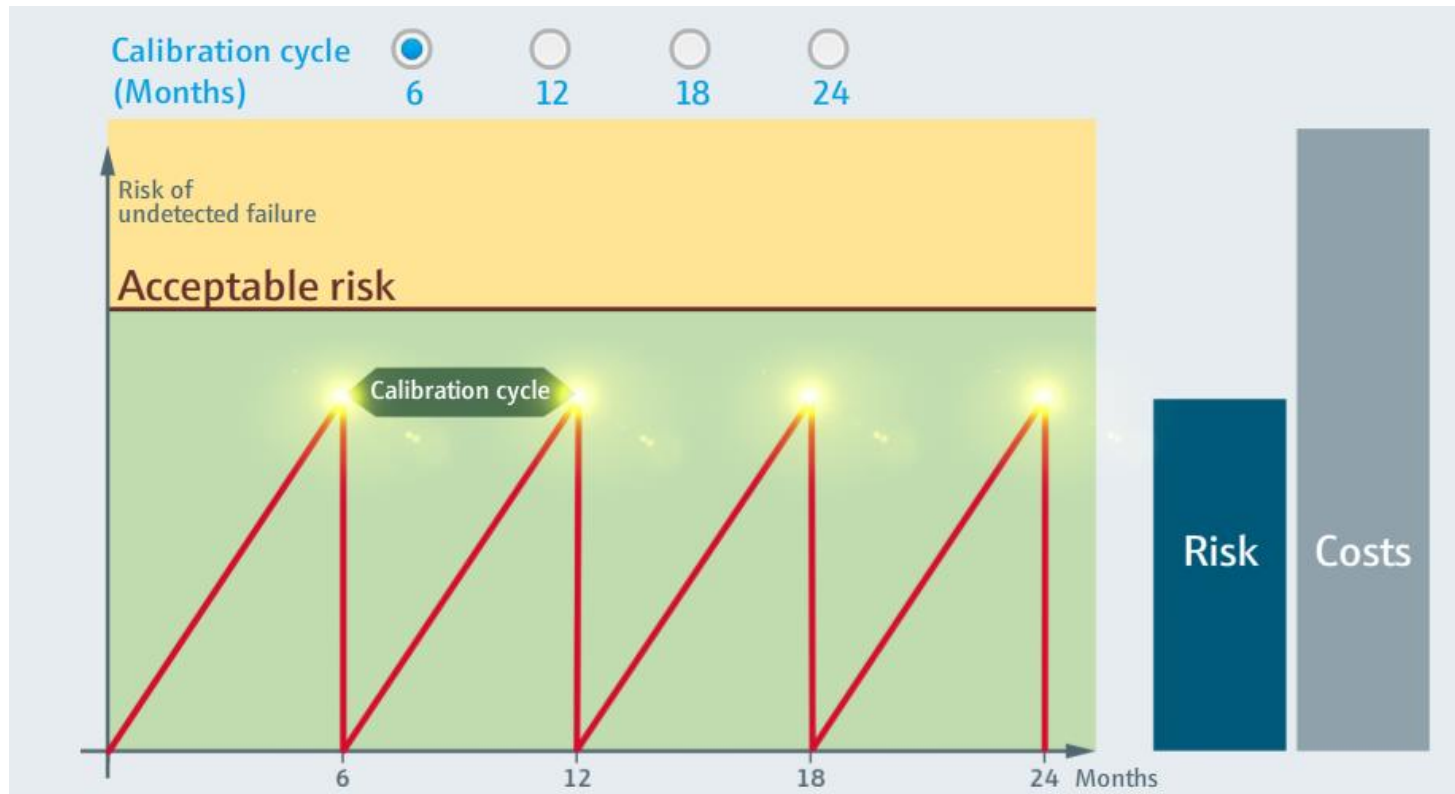 Calibration cycle
(Months)
6 12 18 24
Risk of
undetected failure
Acceptable risk
Calibration cycle
Risk Costs
6 12 18 24 Months